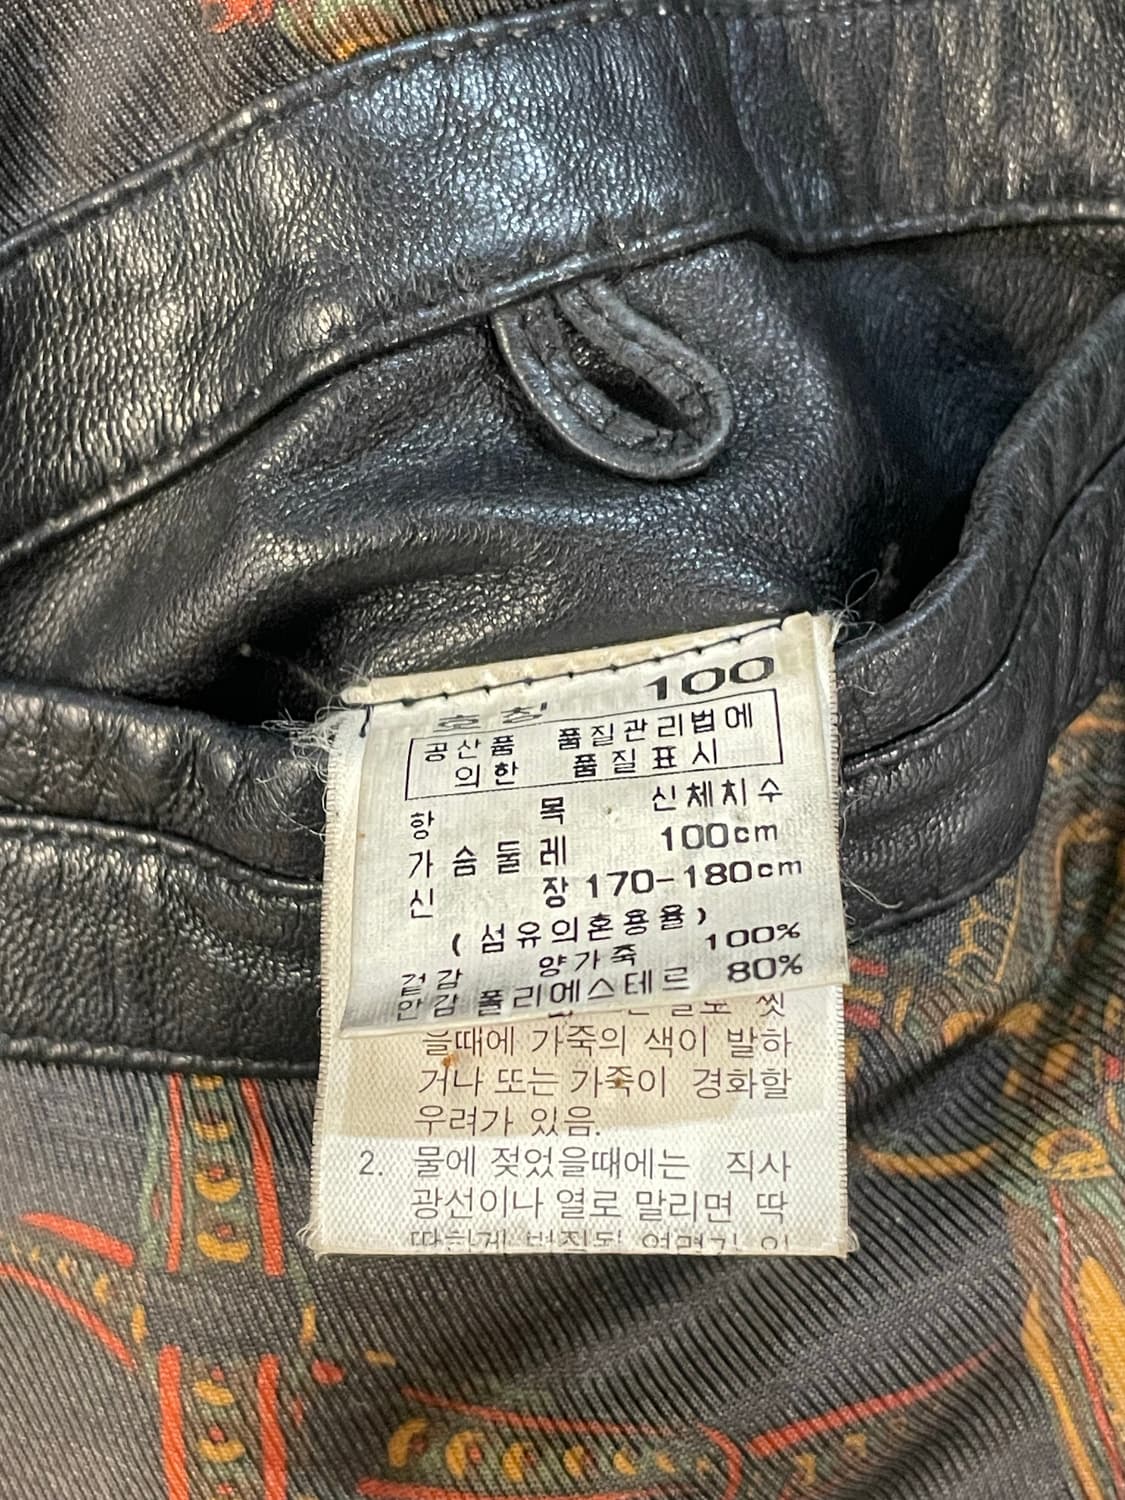 호칭 100
공산품 품질관리법에
의한 품질표시
항 목 신체치수
가슴둘레 100cm
신 장 170-180cm
(섬유의혼용율)
겉감 양가죽 100%
안감 폴리에스테르 80%
을때에 가죽의 색이 발하
거나 또는 가죽이 경화할
우려가 있음.
2. 물에 젖었을때에는 직사
광선이나 열로 말리면 딱